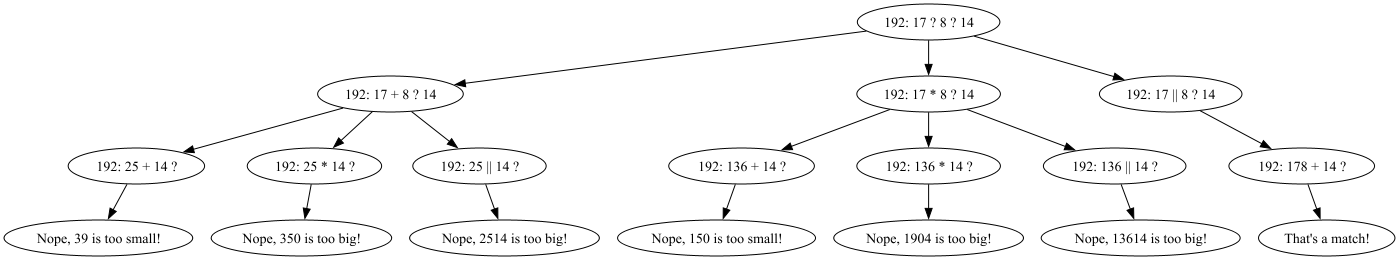 192: 17 ? 8 ? 14
192: 17 + 8 ? 14
192: 17 * 8 ? 14
192: 17 || 8 ? 14
192: 25 + 14 ?
192: 25 * 14 ?
192: 25 || 14 ?
192: 136 + 14 ?
192: 136 * 14 ?
192: 136 || 14 ?
192: 178 + 14 ?
Nope, 39 is too small!
Nope, 350 is too big!
Nope, 2514 is too big!
Nope, 150 is too small!
Nope, 1904 is too big!
Nope, 13614 is too big!
That's a match!